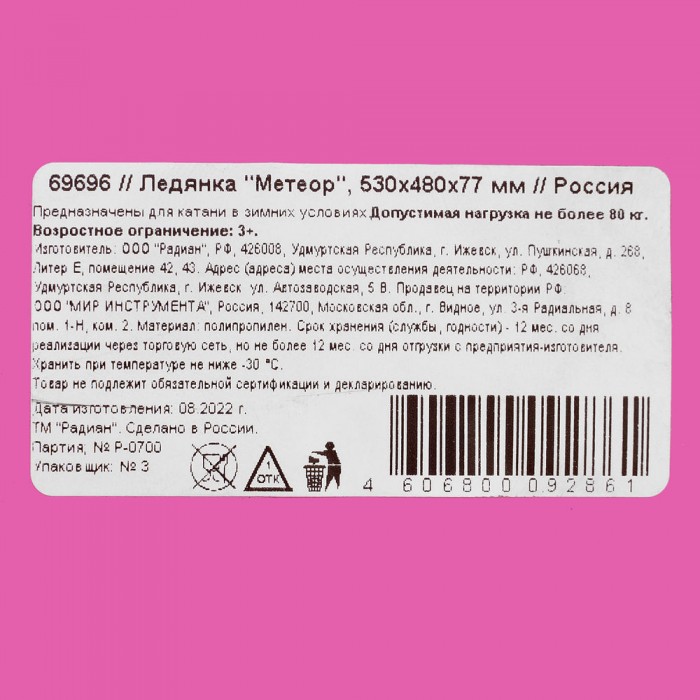 69696 // Ледянка "Метеор", 530х480х77 мм // Россия
Предназначены для катани в зимних условиях.Допустимая нагрузка не более 80 кг.
Возростное ограничение: 3+.
Изготовитель: ООО "Радиан", РФ, 426008, Удмуртская Республика, г. Ижевск, ул. Пушкинская, д. 268,
Литер Е, помещение 42, 43. Адрес (адреса) места осуществления деятельности: РФ, 426068,
Удмуртская Республика, г. Ижевск ул. Автозаводская, 5 В. Продавец на территории РФ:
ООО "МИР ИНСТРУМЕНТА", Россия, 142700, Московская обл., г. Видное, ул. 3-я Радиальная, д. 8
пом. 1-Н, ком. 2. Материал: полипропилен. Срок хранения (службы, годности) - 12 мес. со дня
реализации через торговую сеть, но не более 12 мес. со дня отгрузки с предприятия-изготовителя.
Хранить при температуре не ниже -30 °С.
Товар не подлежит обязательной сертификации и декларированию.
Дата изготовления: 08.2022 г.
ТМ "Радиан". Сделано в России.
Партия: № Р-0700
Упаковщик: № 3
1
ОТК
4 606800 092861